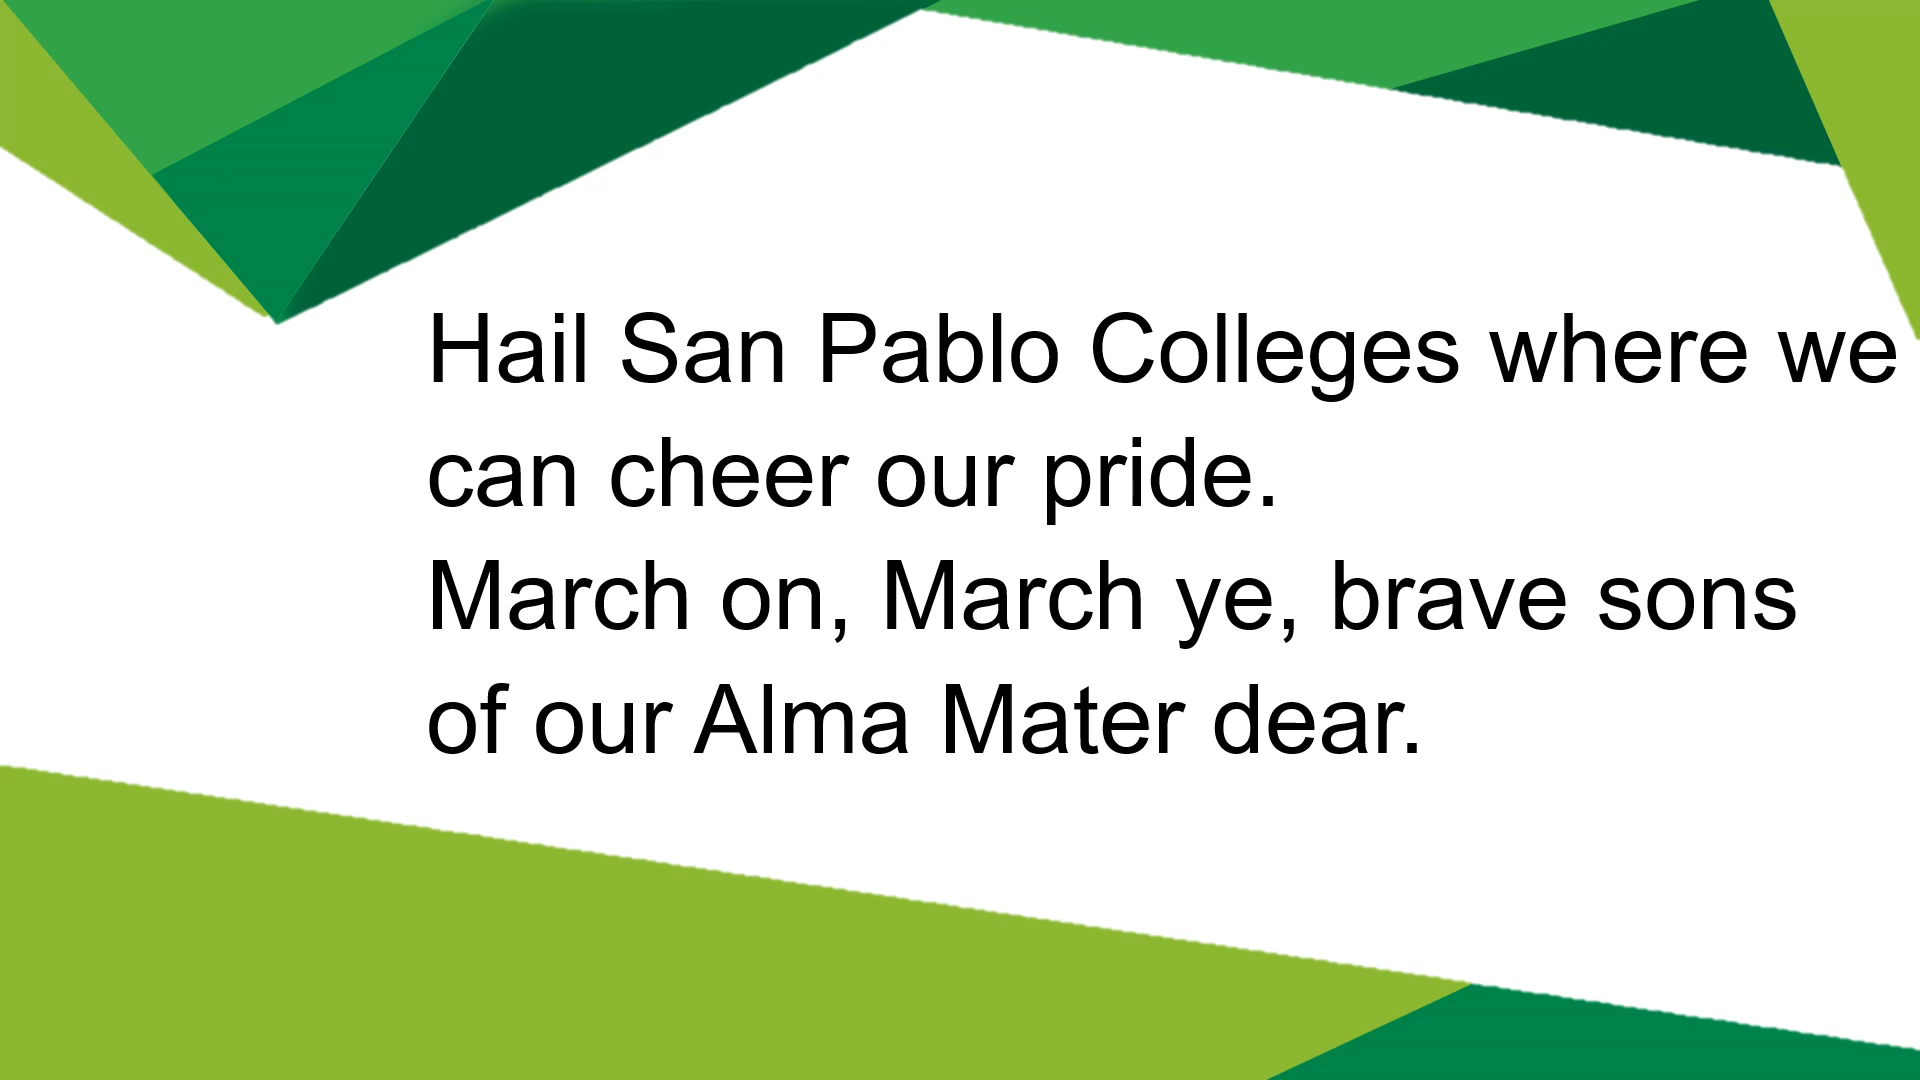 Hail San Pablo Colleges where we
can cheer our pride.
March on, March ye, brave sons
of our Alma Mater dear.